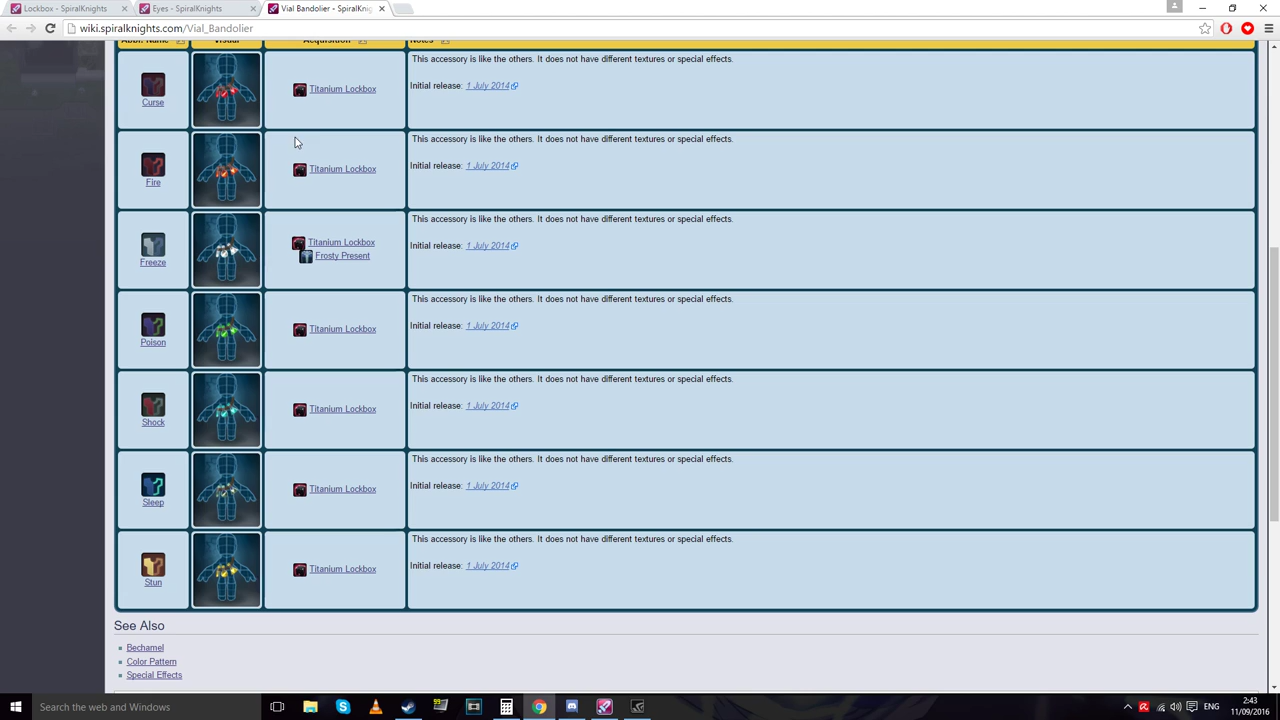 Lockbox - SpiralKnights
Eyes - SpiralKnights
Vial Bandolier - SpiralKnig
wiki.spiralknights.com/Vial_Bandolier
Abbr. Name Visual Acquisition Notes
Curse
Titanium Lockbox
This accessory is like the others. It does not have different textures or special effects.
Initial release: 1 July 2014
Fire
Titanium Lockbox
This accessory is like the others. It does not have different textures or special effects.
Initial release: 1 July 2014
Freeze
Titanium Lockbox
Frosty Present
This accessory is like the others. It does not have different textures or special effects.
Initial release: 1 July 2014
Poison
Titanium Lockbox
This accessory is like the others. It does not have different textures or special effects.
Initial release: 1 July 2014
Shock
Titanium Lockbox
This accessory is like the others. It does not have different textures or special effects.
Initial release: 1 July 2014
Sleep
Titanium Lockbox
This accessory is like the others. It does not have different textures or special effects.
Initial release: 1 July 2014
Stun
Titanium Lockbox
This accessory is like the others. It does not have different textures or special effects.
Initial release: 1 July 2014
See Also
Bechamel
Color Pattern
Special Effects
Search the web and Windows
ENG
2:43
11/09/2016